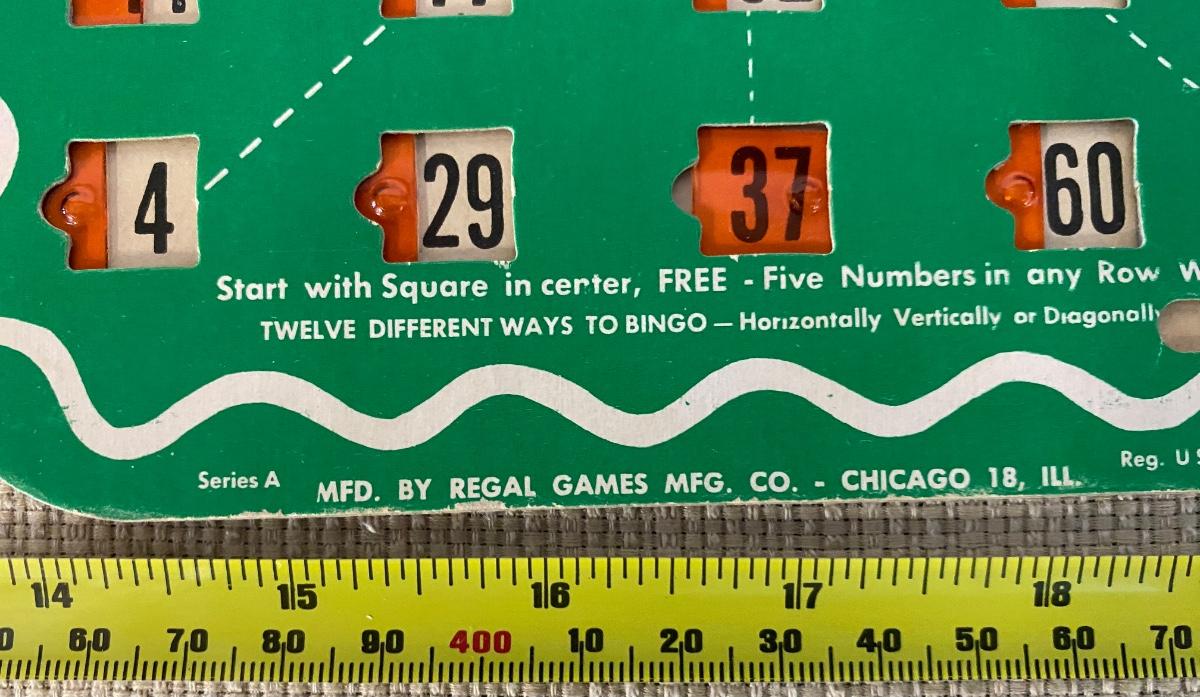 4 29 37 60
Start with Square in center, FREE - Five Numbers in any Row
TWELVE DIFFERENT WAYS TO BINGO — Horizontally Vertically or Diagonally
Reg. U S
Series A MFD. BY REGAL GAMES MFG. CO. - CHICAGO 18, ILL.
14 15 16 17 18
0 60 70 80 90 400 10 20 30 40 50 60 70